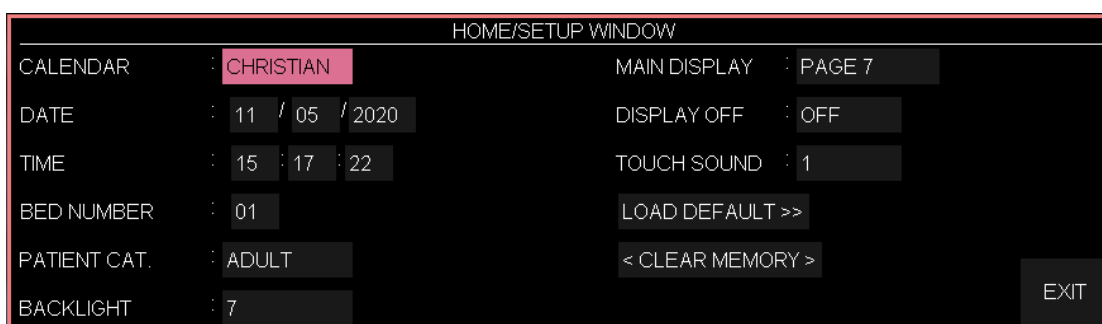 HOME/SETUP WINDOW
CALENDAR : CHRISTIAN MAIN DISPLAY : PAGE 7
DATE : 11 / 05 / 2020 DISPLAY OFF : OFF
TIME : 15 : 17 : 22 TOUCH SOUND : 1
BED NUMBER : 01 LOAD DEFAULT >>
PATIENT CAT. : ADULT < CLEAR MEMORY >
BACKLIGHT : 7 EXIT